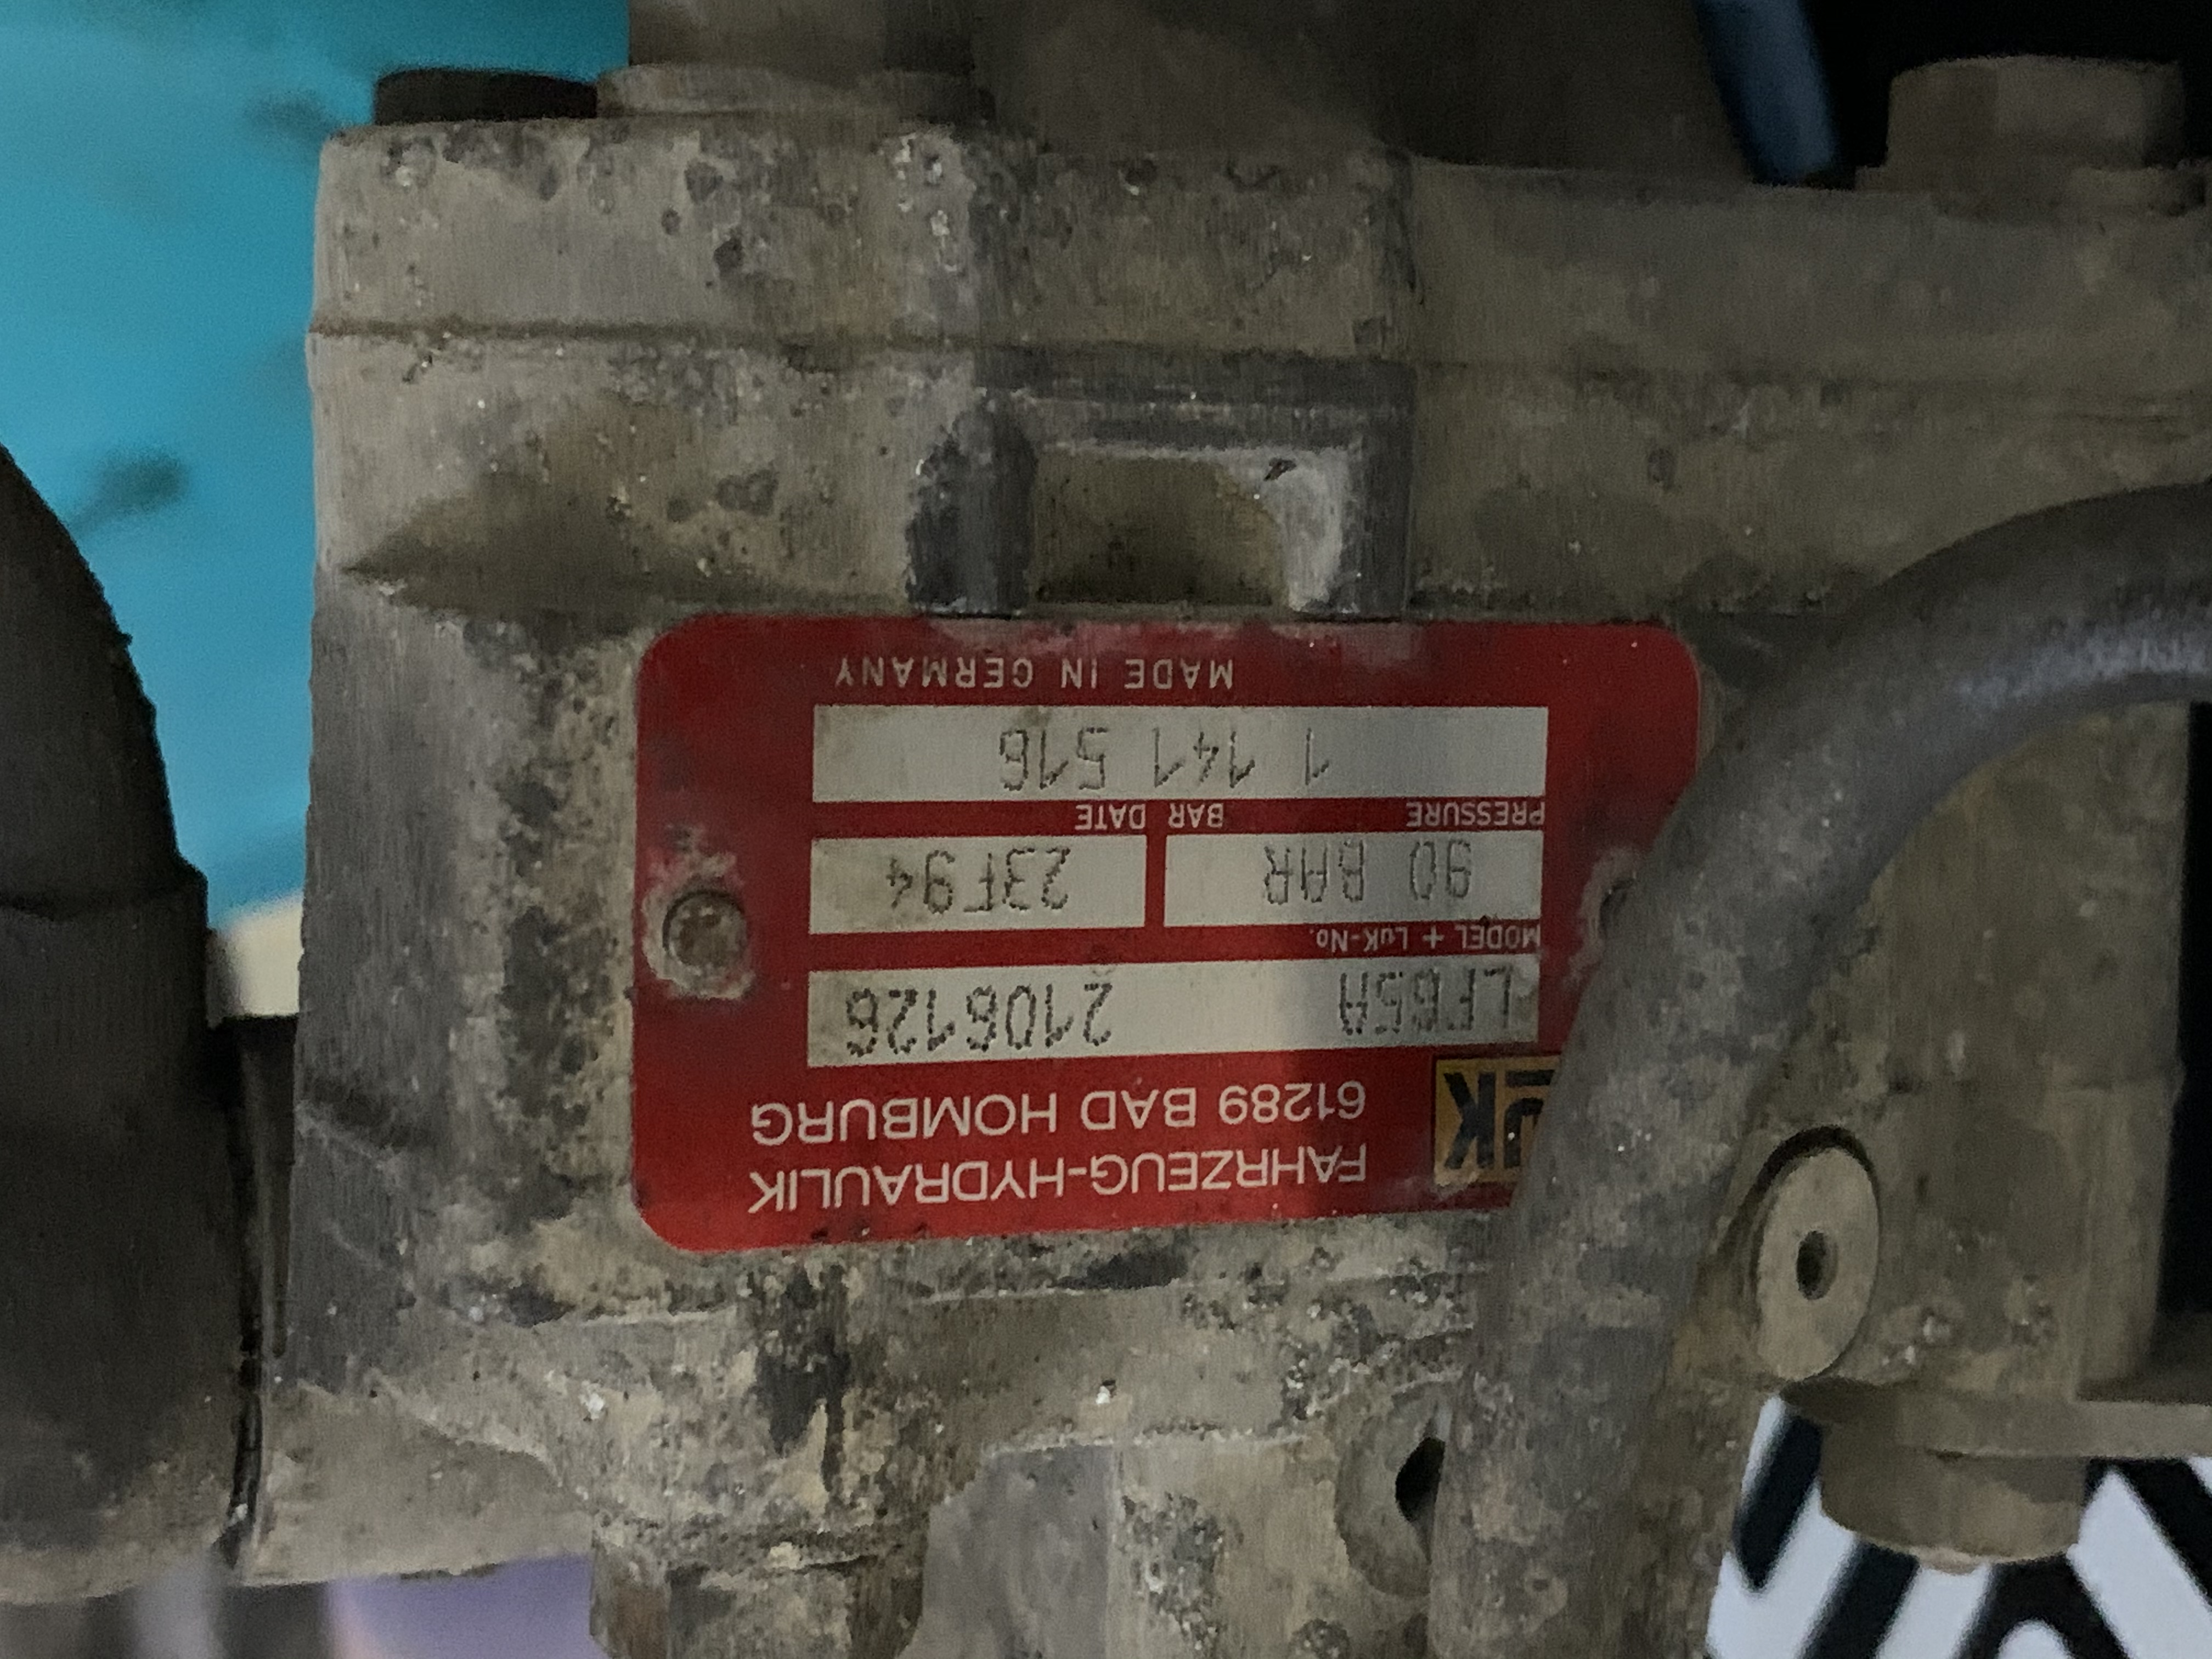 FAHRZEUG-HYDRAULIK
61289 BAD HOMBURG
LF65A 2106126
MODEL + LuK-No.
90 BAR 23F94
PRESSURE BAR DATE
1 141 516
MADE IN GERMANY